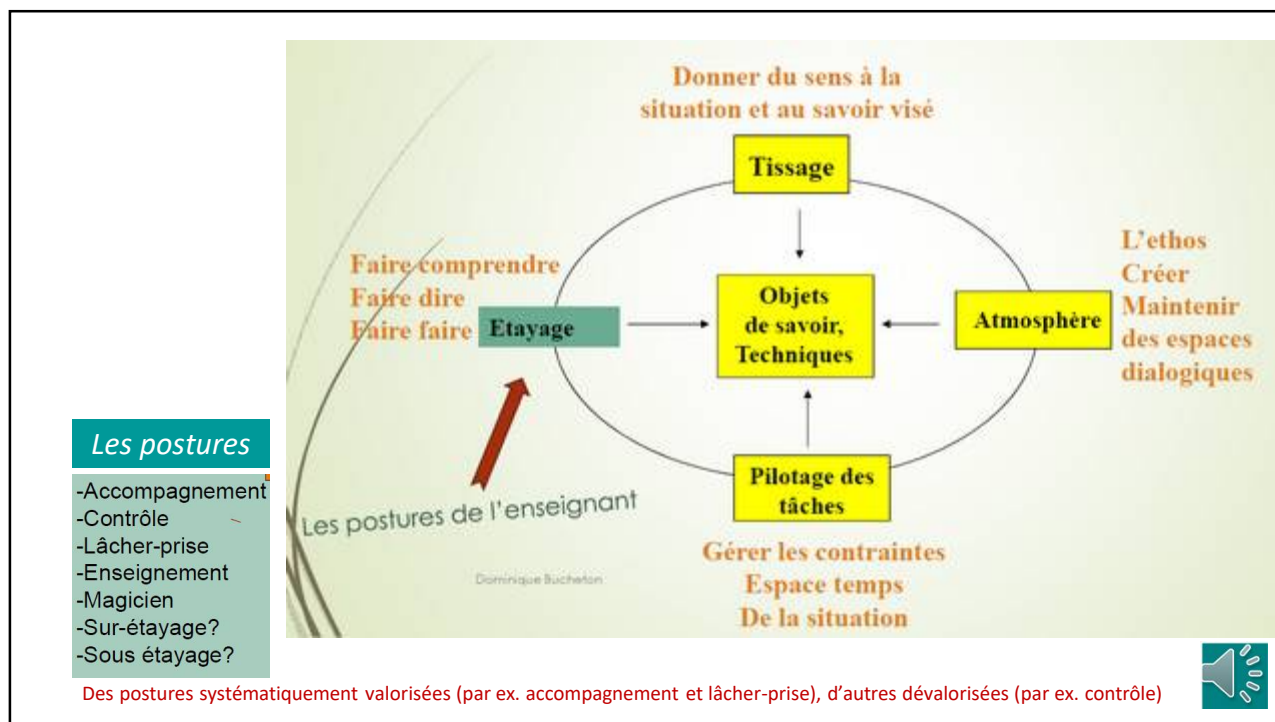 Donner du sens à la
situation et au savoir visé
Tissage
Faire comprendre
Faire dire
Faire faire
Etayage
Objets
de savoir,
Techniques
Atmosphère
L'ethos
Créer
Maintenir
des espaces
dialogiques
Pilotage des
tâches
Gérer les contraintes
Espace temps
De la situation
Les postures de l'enseignant
Dominique Bucheton
Les postures
-Accompagnement
-Contrôle
-Lâcher-prise
-Enseignement
-Magicien
-Sur-étayage?
-Sous étayage?
Des postures systématiquement valorisées (par ex. accompagnement et lâcher-prise), d'autres dévalorisées (par ex. contrôle)